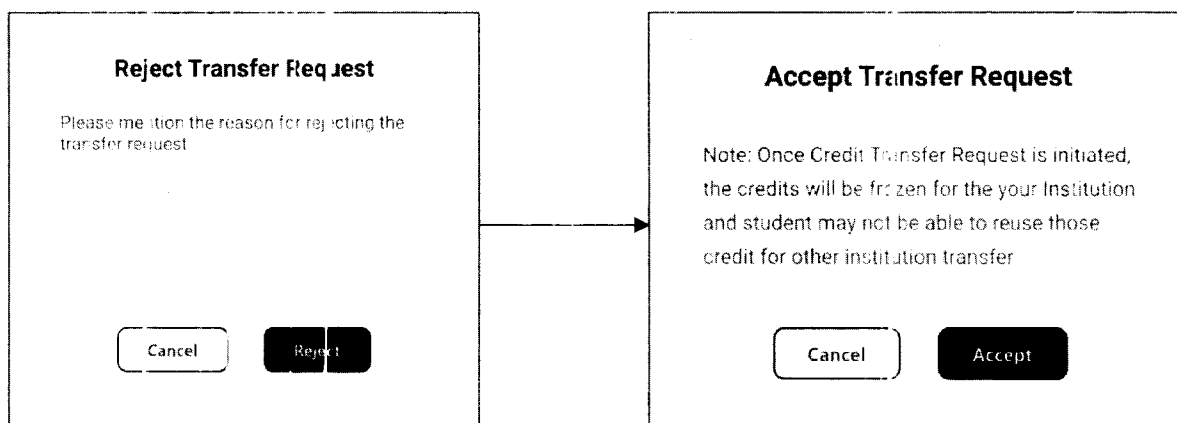 Reject Transfer Request
Please mention the reason for rejecting the
transfer request
Cancel
Reject
Accept Transfer Request
Note: Once Credit Transfer Request is initiated,
the credits will be frozen for the your Institution
and student may not be able to reuse those
credit for other institution transfer
Cancel
Accept